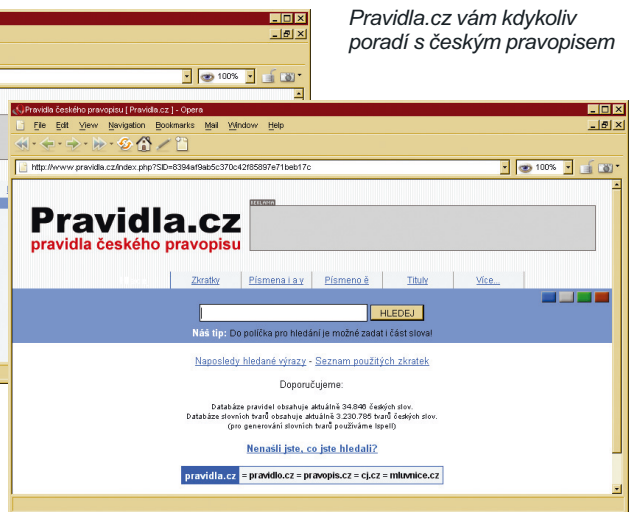 Pravidla.cz vám kdykoliv
poradí s českým pravopisem
100%
Pravidla českého pravopisu [ Pravidla.cz ] - Opera
File Edit View Navigation Bookmarks Mail Window Help
http://www.pravidla.cz/index.php?SID=8394af9ab5c370c42f85897e71beb17c
100%
REKLAMA
Pravidla.cz
pravidla českého pravopisu
Zkratky Písmena i a y Písmeno ě Tituly Více...
HLEDEJ
Náš tip: Do políčka pro hledání je možné zadat i část slova!
Naposledy hledané výrazy - Seznam použitých zkratek
Doporučujeme:
Databáze pravidel obsahuje aktuálně 34.846 českých slov.
Databáze slovních tvarů obsahuje aktuálně 3.230.785 tvarů českých slov.
(pro generování slovních tvarů používáme Ispell)
Nenašli jste, co jste hledali?
pravidla.cz = pravidlo.cz = pravopis.cz = cj.cz = mluvnice.cz